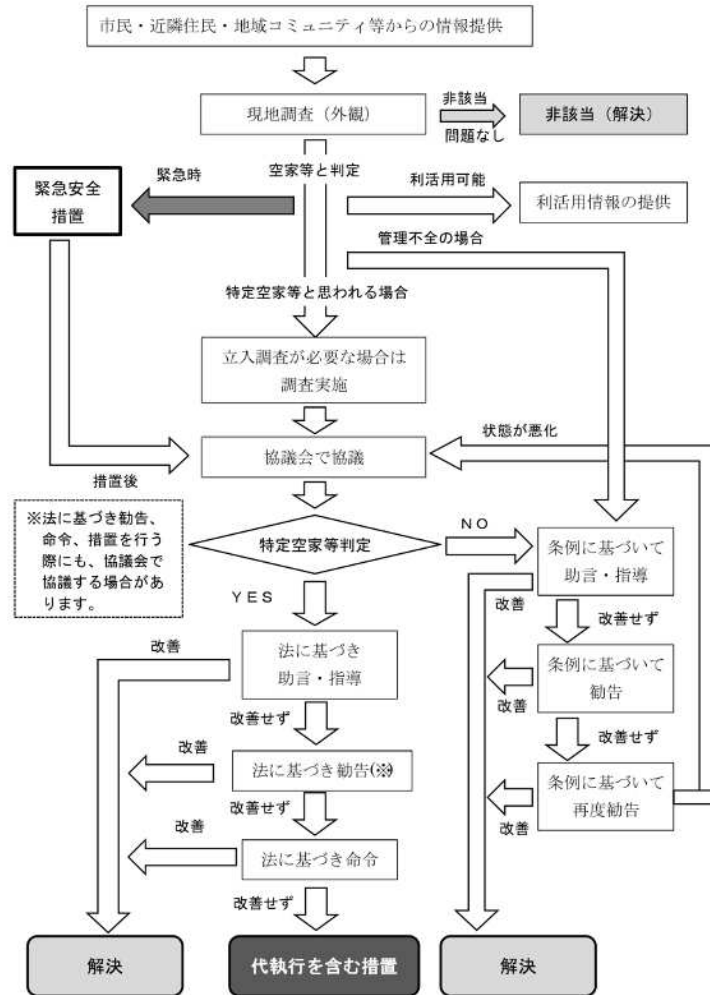 市民・近隣住民・地域コミュニティ等からの情報提供
現地調査（外観）
非該当
問題なし
非該当（解決）
空家等と判定
緊急時
緊急安全
措置
利活用可能
利活用情報の提供
管理不全の場合
特定空家等と思われる場合
立入調査が必要な場合は
調査実施
状態が悪化
協議会で協議
措置後
※法に基づき勧告、
命令、措置を行う
際にも、協議会で
協議する場合があ
ります。
特定空家等判定
ＮＯ
条例に基づいて
助言・指導
ＹＥＳ
改善
改善せず
改善
法に基づき
助言・指導
条例に基づいて
勧告
改善
改善せず
改善せず
改善
法に基づき勧告(※)
条例に基づいて
再度勧告
改善
改善せず
改善
法に基づき命令
改善せず
解決
代執行を含む措置
解決